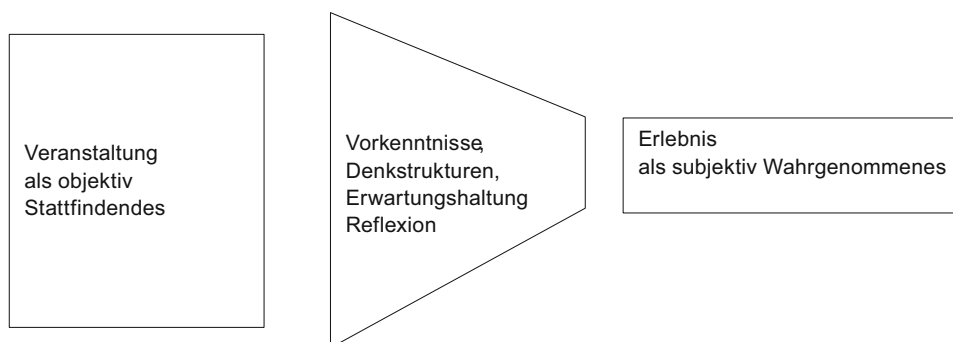 Veranstaltung
als objektiv
Stattfindendes
Vorkenntnisse,
Denkstrukturen,
Erwartungshaltung
Reflexion
Erlebnis
als subjektiv Wahrgenommenes